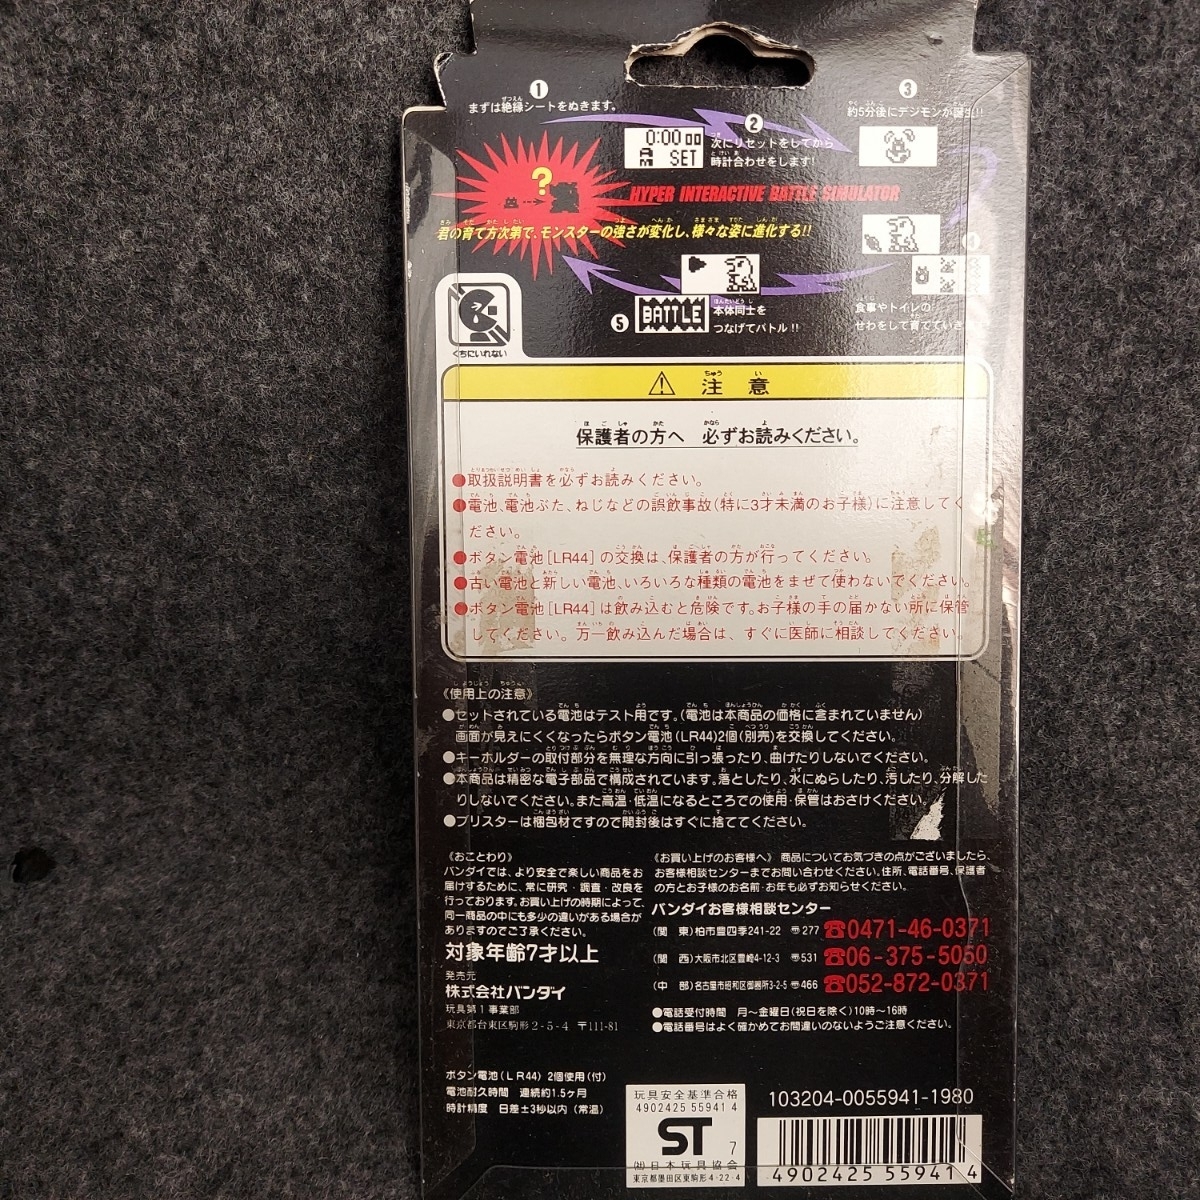 ❶
まずは絶縁シートをぬきます。
❷
0:00 00
AM SET
次にリセットをしてから
時計合わせをします!
❸
約5分後にデジモンが誕生!!
?
HYPER INTERACTIVE BATTLE SIMULATOR
君の育て方次第で、モンスターの強さが変化し、様々な姿に進化する!!
食事やトイレの
せわをして育てていき
❺
BATTLE
本体同士を
つなげてバトル!!
くちにいれない
⚠ 注意
保護者の方へ 必ずお読みください。
●取扱説明書を必ずお読みください。
●電池、電池ぶた、ねじなどの誤飲事故(特に3才未満のお子様)に注意してく
ださい。
●ボタン電池[LR44]の交換は、保護者の方が行ってください。
●古い電池と新しい電池、いろいろな種類の電池をまぜて使わないでください。
●ボタン電池[LR44]は飲み込むと危険です。お子様の手の届かない所に保管
してください。万一飲み込んだ場合は、すぐに医師に相談してください。
《使用上の注意》
●セットされている電池はテスト用です。(電池は本商品の価格に含まれていません)
画面が見えにくくなったらボタン電池(LR44)2個(別売)を交換してください。
●キーホルダーの取付部分を無理な方向に引っ張ったり、曲げたりしないでください。
●本商品は精密な電子部品で構成されています。落としたり、水にぬらしたり、汚したり、分解した
りしないでください。また高温・低温になるところでの使用・保管はおさけください。
●ブリスターは梱包材ですので開封後はすぐに捨ててください。
《おことわり》
バンダイでは、より安全で楽しい商品をお
届けするために、常に研究・調査・改良を
行っております。お買い上げの時期によって、
同一商品の中にも多少の違いがある場合が
ありますのでご了承ください。
対象年齢7才以上
発売元
株式会社バンダイ
玩具第1事業部
東京都台東区駒形2-5-4 〒111-81
《お買い上げのお客様へ》 商品についてお気づきの点がございましたら、
お客様相談センターまでお問い合わせください。住所、電話番号、保護者
の方とお子様のお名前・お年も必ずお知らせください。
バンダイお客様相談センター
(関 東)柏市豊四季241-22 〒277 ☎0471-46-0371
(関 西)大阪市北区豊崎4-12-3 〒531 ☎06-375-5050
(中 部)名古屋市昭和区御器所3-2-5 〒466 ☎052-872-0371
●電話受付時間 月〜金曜日(祝日を除く)10時〜16時
●電話番号はよく確かめてお間違いのないようご注意ください。
ボタン電池(LR44) 2個使用(付)
電池耐久時間 連続約1.5ヶ月
時計精度 日差±3秒以内(常温)
玩具安全基準合格
4902425 55941 4
ST 7
(社)日本玩具協会
東京都墨田区東駒形4-22-4
103204-0055941-1980
4902425 559414